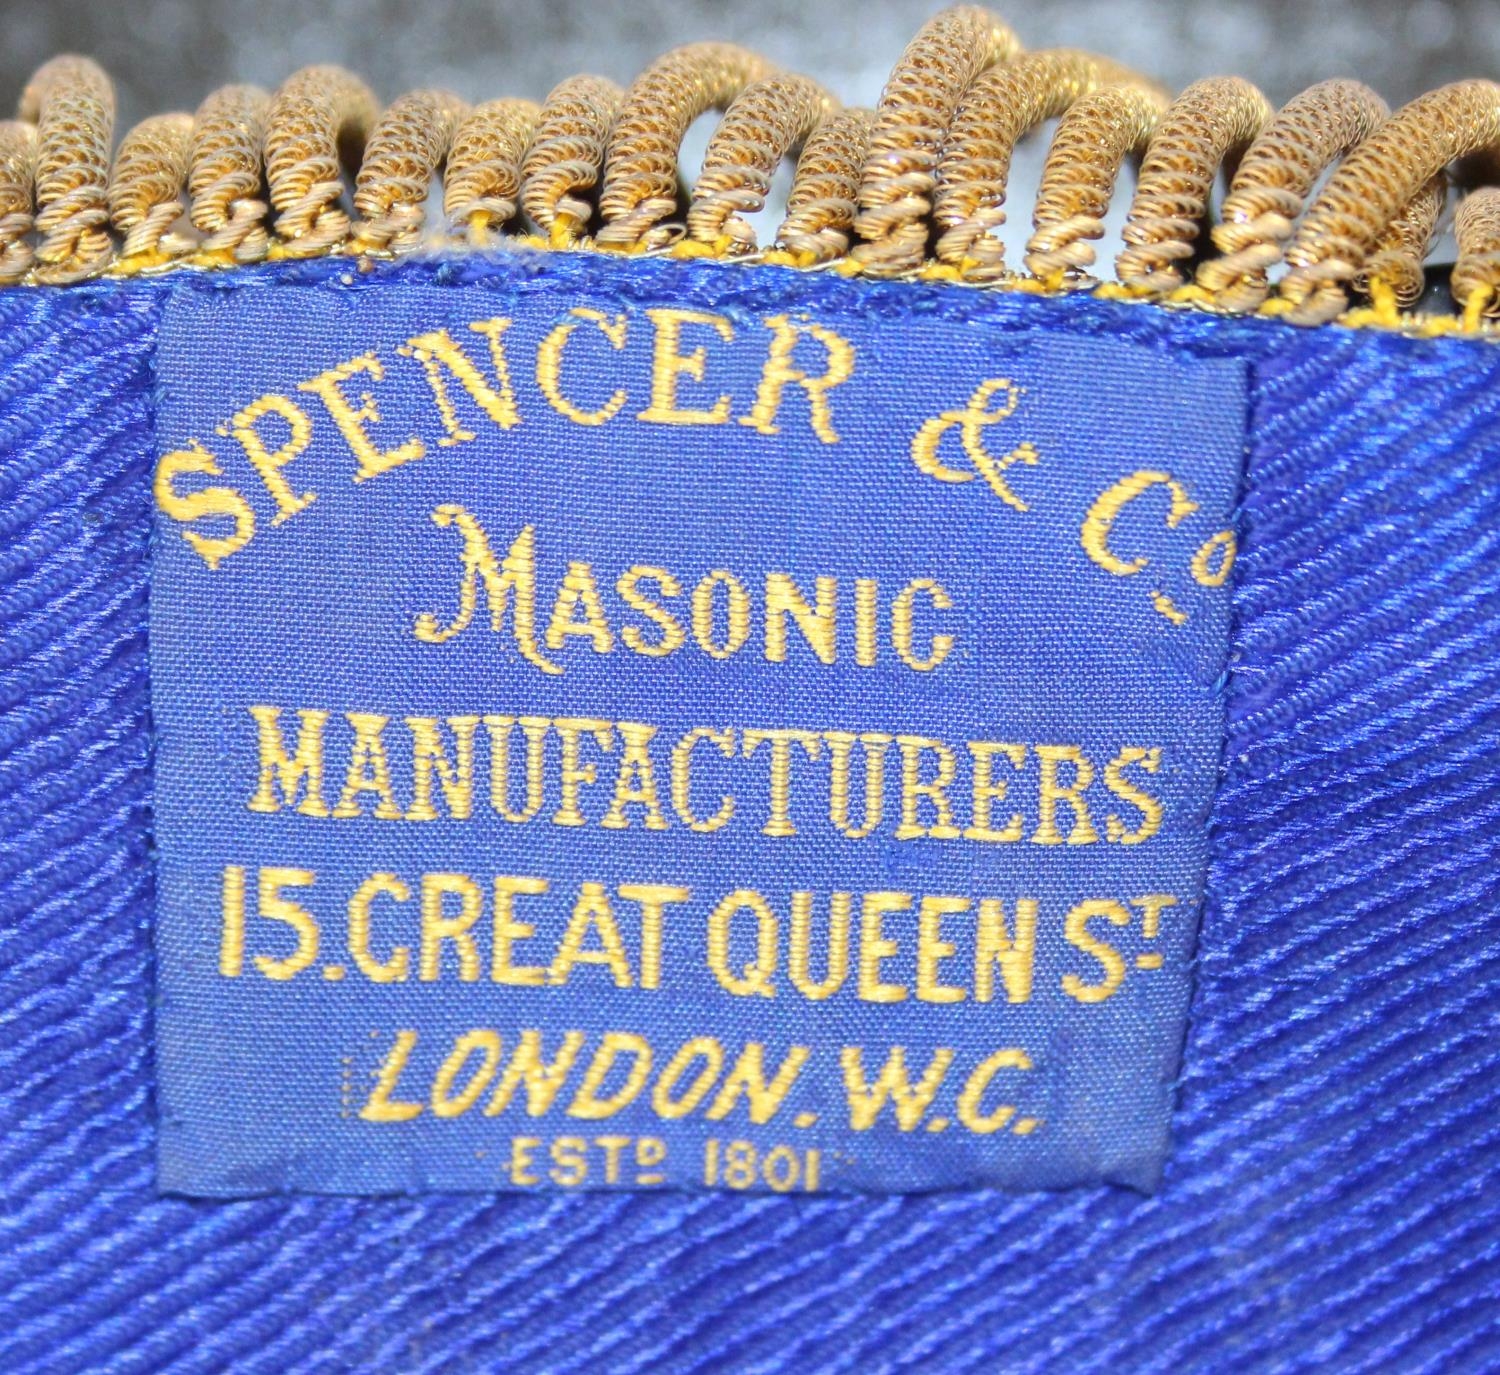 SPENCER & Co.
MASONIC
MANUFACTURERS
15. GREAT QUEEN ST
LONDON. W.C.
ESTD 1801